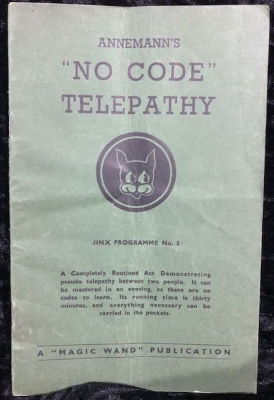 ANNEMANN'S
"NO CODE"
TELEPATHY
JINX PROGRAMME No. 5
A Completely Routined Act Demonstrating
pseudo telepathy between two people. It can
be mastered in an evening, as there are no
codes to learn. Its running time is thirty
minutes, and everything necessary can be
carried in the pockets.
A "MAGIC WAND" PUBLICATION